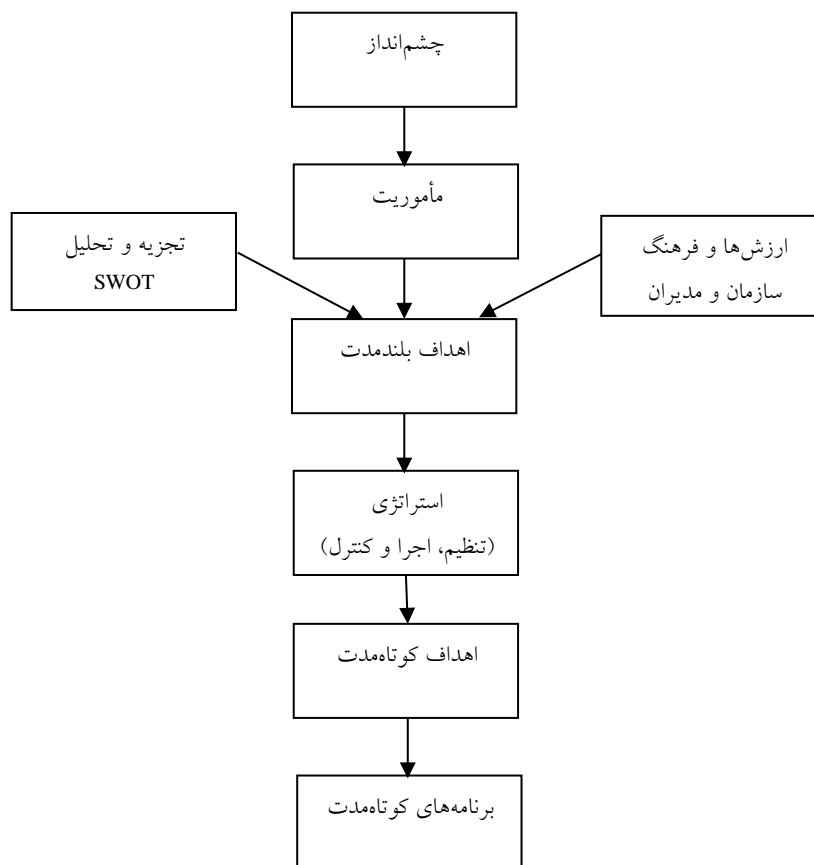 چشم‌انداز
مأموریت
ارزش‌ها و فرهنگ
سازمان و مدیران
تجزیه و تحلیل
SWOT
اهداف بلندمدت
استراتژی
(تنظیم، اجرا و کنترل)
اهداف کوتاه‌مدت
برنامه‌های کوتاه‌مدت